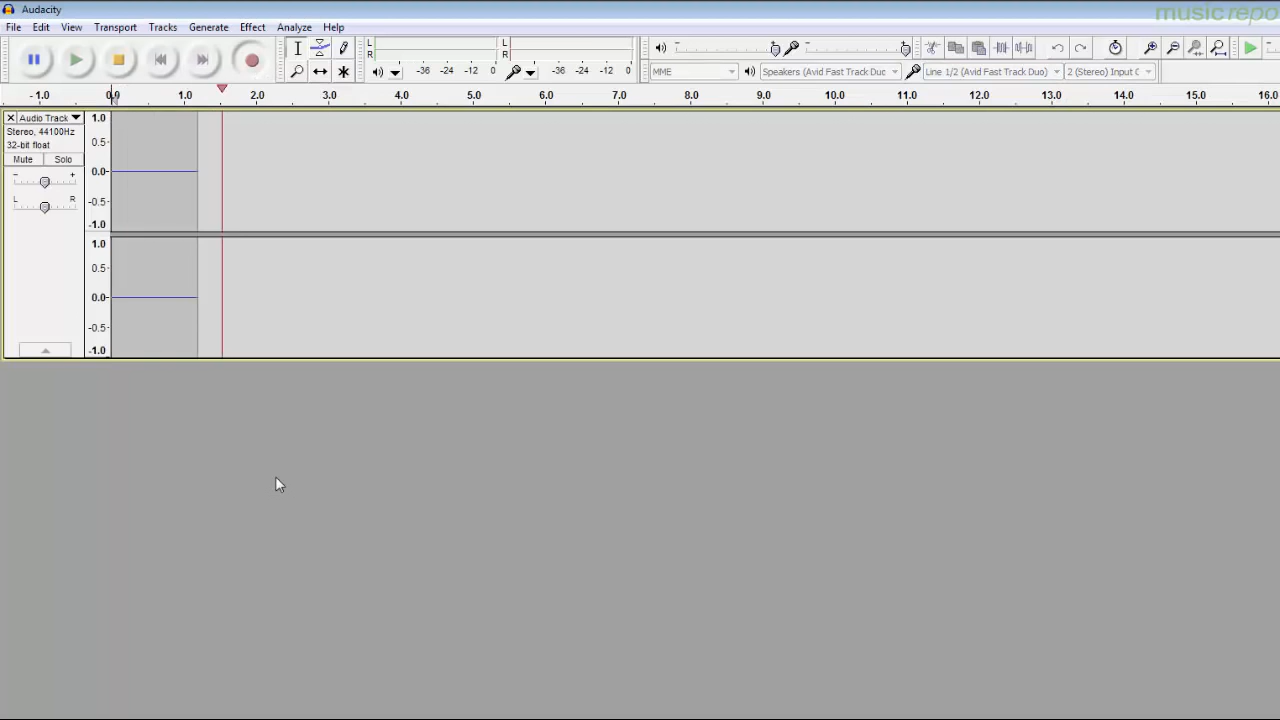 Audacity
music repo
File Edit View Transport Tracks Generate Effect Analyze Help
L
R
-36 -24 -12 0
L
R
-36 -24 -12 0
MME
Speakers (Avid Fast Track Duo)
Line 1/2 (Avid Fast Track Duo)
2 (Stereo) Input C
-1.0 0.0 1.0 2.0 3.0 4.0 5.0 6.0 7.0 8.0 9.0 10.0 11.0 12.0 13.0 14.0 15.0 16.0
Audio Track
Stereo, 44100Hz
32-bit float
Mute Solo
- +
L R
1.0
0.5
0.0
-0.5
-1.0
1.0
0.5
0.0
-0.5
-1.0